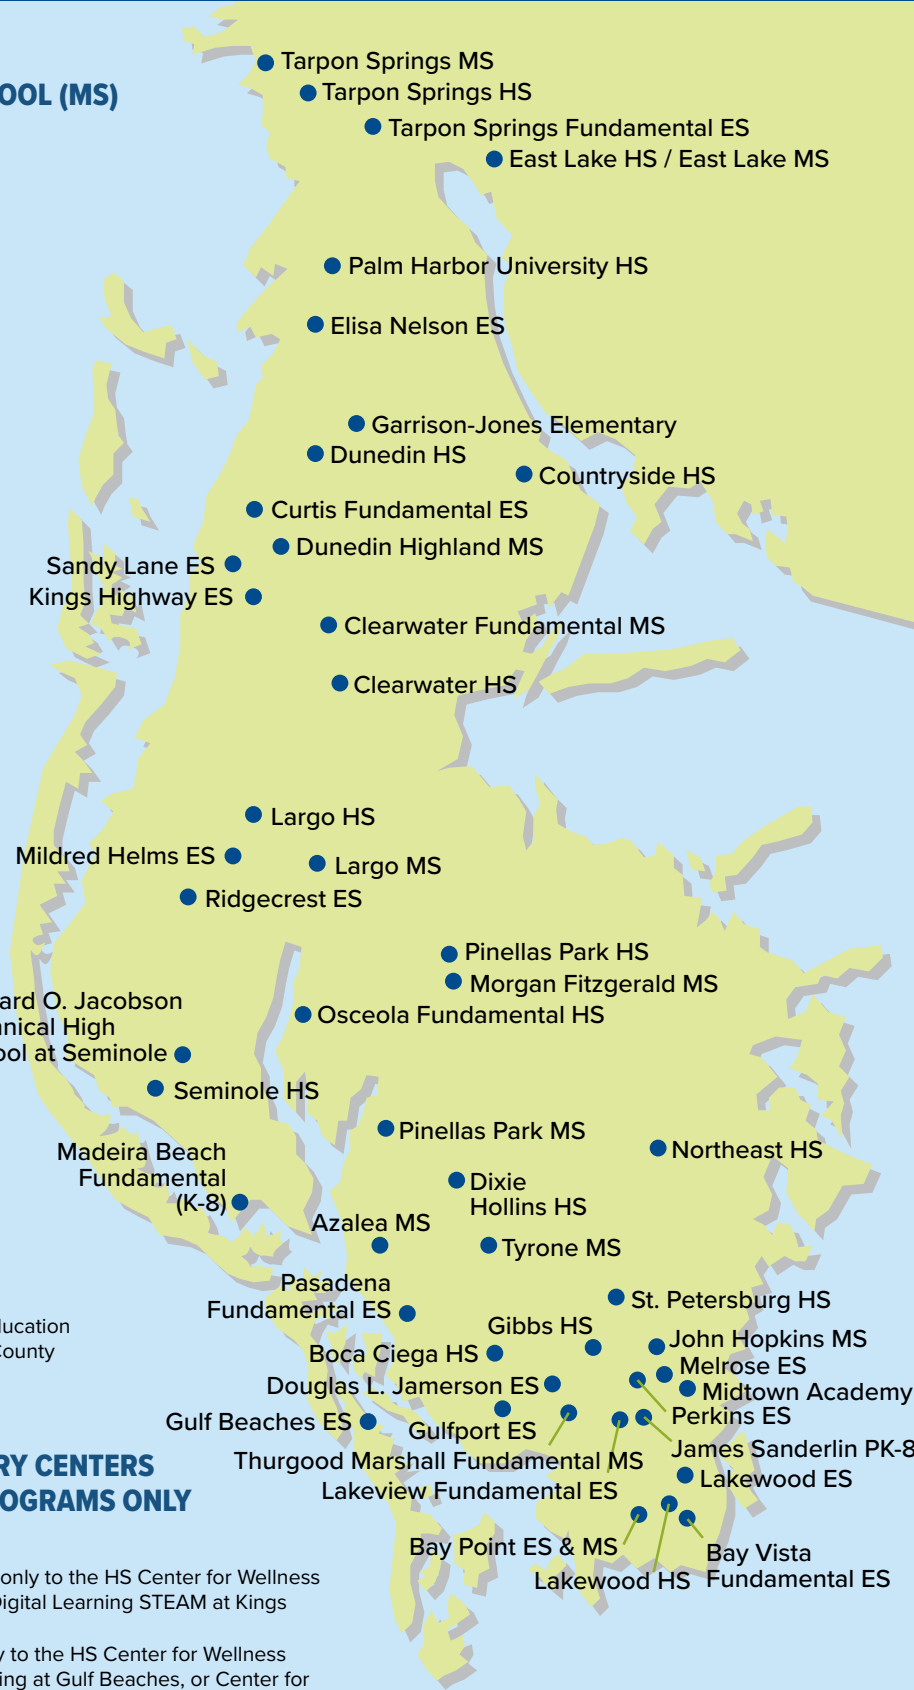 Tarpon Springs MS
OOL (MS)
Tarpon Springs HS
Tarpon Springs Fundamental ES
East Lake HS / East Lake MS
Palm Harbor University HS
Elisa Nelson ES
Garrison-Jones Elementary
Dunedin HS
Countryside HS
Curtis Fundamental ES
Dunedin Highland MS
Sandy Lane ES
Kings Highway ES
Clearwater Fundamental MS
Clearwater HS
Largo HS
Mildred Helms ES
Largo MS
Ridgecrest ES
Pinellas Park HS
Morgan Fitzgerald MS
ard O. Jacobson
nical High
ool at Seminole
Osceola Fundamental HS
Seminole HS
Pinellas Park MS
Northeast HS
Madeira Beach
Fundamental
(K-8)
Dixie
Hollins HS
Azalea MS
Tyrone MS
Pasadena
Fundamental ES
St. Petersburg HS
Gibbs HS
John Hopkins MS
ucation
County
Boca Ciega HS
Melrose ES
Douglas L. Jamerson ES
Midtown Academy
Perkins ES
Gulf Beaches ES
Gulfport ES
James Sanderlin PK-8
Thurgood Marshall Fundamental MS
RY CENTERS
OGRAMS ONLY
Lakewood ES
Lakeview Fundamental ES
Bay Point ES & MS
Bay Vista
Fundamental ES
Lakewood HS
only to the HS Center for Wellness
Digital Learning STEAM at Kings
y to the HS Center for Wellness
ing at Gulf Beaches, or Center for